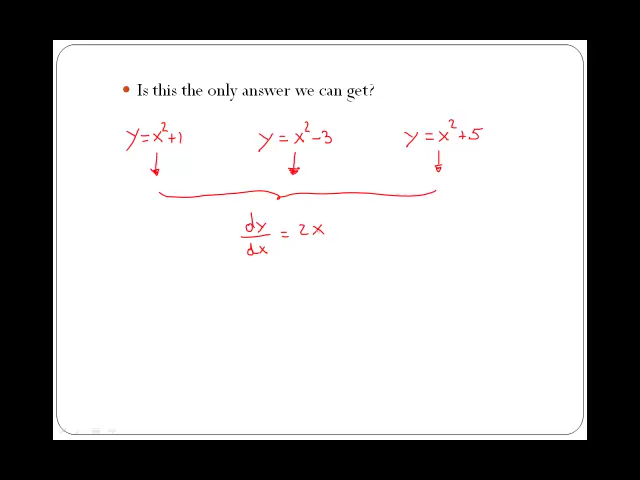 • Is this the only answer we can get?
y = x² + 1 y = x² - 3 y = x² + 5
dy/dx = 2x